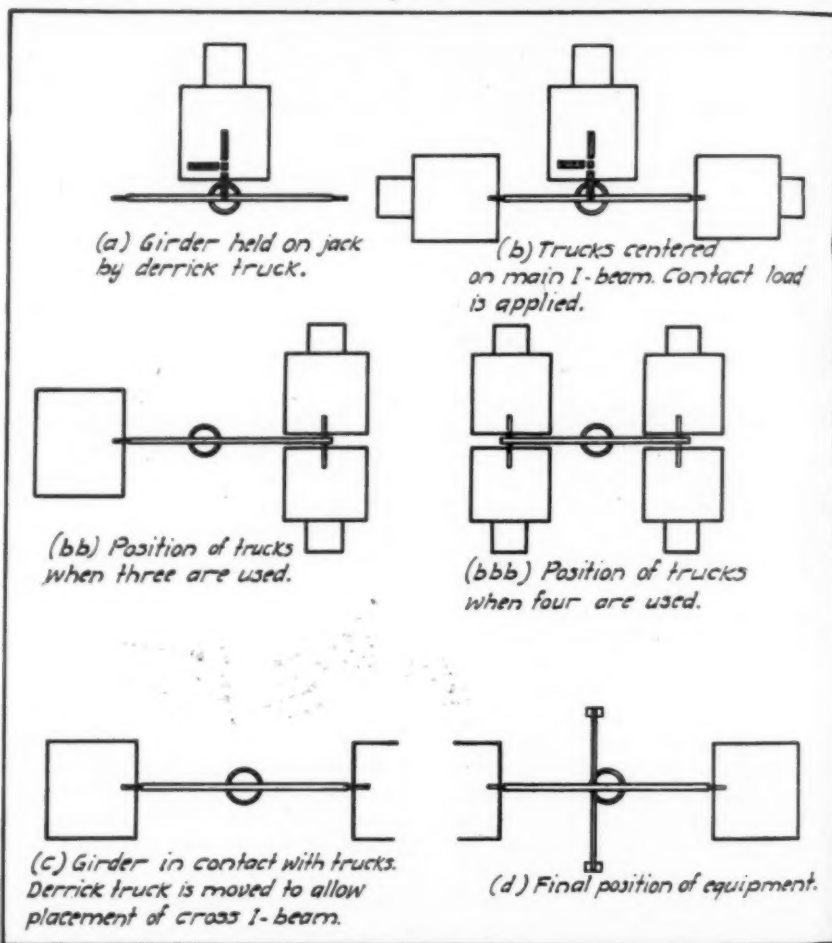 (a) Girder held on jack
by derrick truck.
(b) Trucks centered
on main I-beam. Contact load
is applied.
(bb) Position of trucks
when three are used.
(bbb) Position of trucks
when four are used.
(c) Girder in contact with trucks.
Derrick truck is moved to allow
placement of cross I-beam.
(d) Final position of equipment.